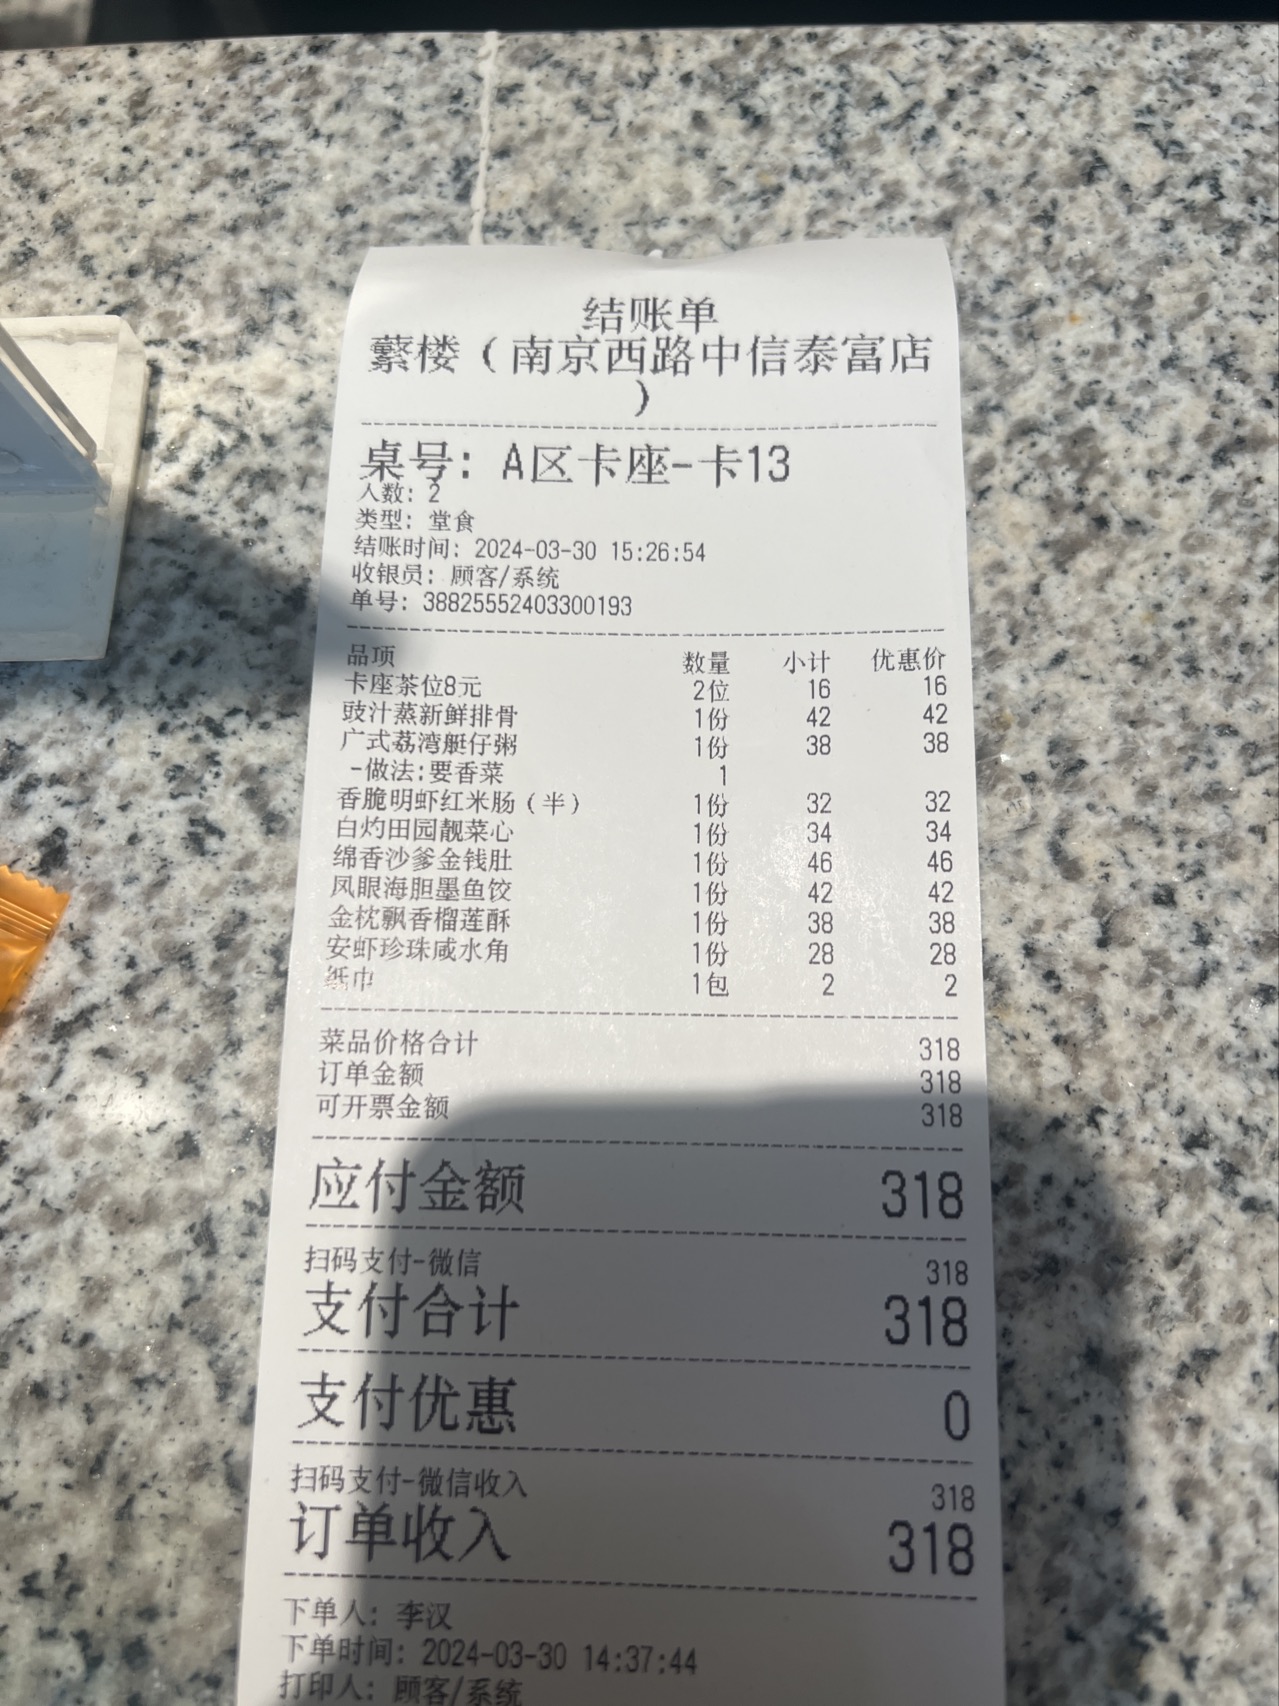 结账单
蘩楼（南京西路中信泰富店
）
桌号: A区卡座-卡13
人数: 2
类型: 堂食
结账时间: 2024-03-30 15:26:54
收银员: 顾客/系统
单号: 38825552403300193
品项 数量 小计 优惠价
卡座茶位8元 2位 16 16
豉汁蒸新鲜排骨 1份 42 42
广式荔湾艇仔粥 1份 38 38
-做法:要香菜 1
香脆明虾红米肠（半） 1份 32 32
白灼田园靓菜心 1份 34 34
绵香沙爹金钱肚 1份 46 46
凤眼海胆墨鱼饺 1份 42 42
金枕飘香榴莲酥 1份 38 38
安虾珍珠咸水角 1份 28 28
纸巾 1包 2 2
菜品价格合计 318
订单金额 318
可开票金额 318
应付金额 318
扫码支付-微信 318
支付合计 318
支付优惠 0
扫码支付-微信收入 318
订单收入 318
下单人: 李汉
下单时间: 2024-03-30 14:37:44
打印人: 顾客/系统